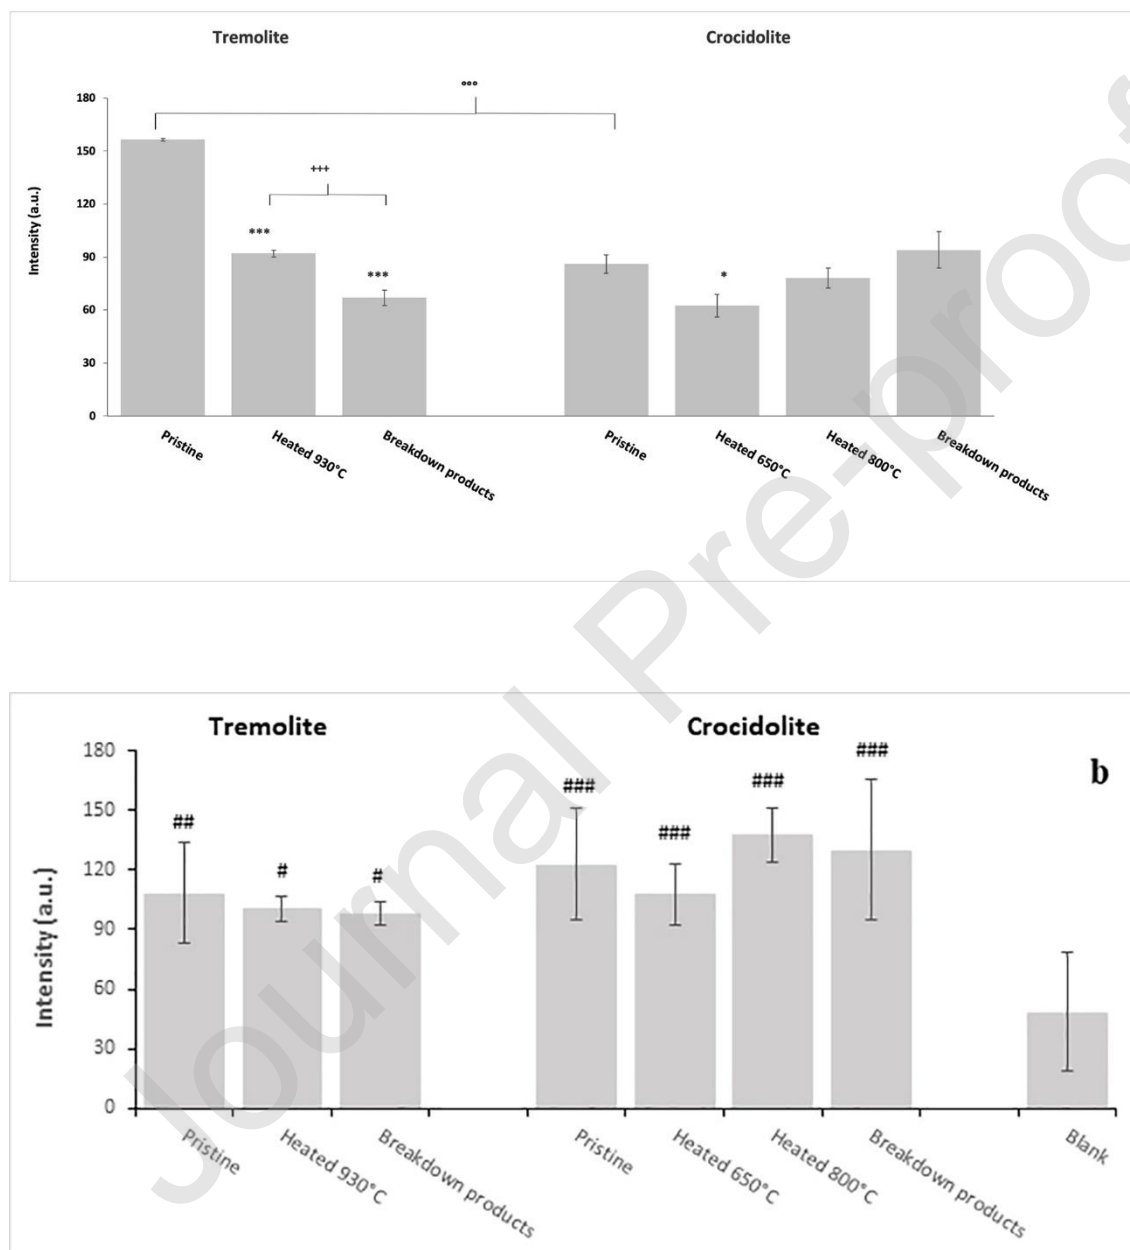 Tremolite Crocidolite
°°°
180
150
120
90
60
30
0
Intensity (a.u.)
+++
***
***
*
Pristine
Heated 930°C
Breakdown products
Pristine
Heated 650°C
Heated 800°C
Breakdown products
Journal Pre-proof
Tremolite Crocidolite
b
180
150
120
90
60
30
0
Intensity (a.u.)
##
#
#
###
###
###
###
Pristine
Heated 930°C
Breakdown products
Pristine
Heated 650°C
Heated 800°C
Breakdown products
Blank